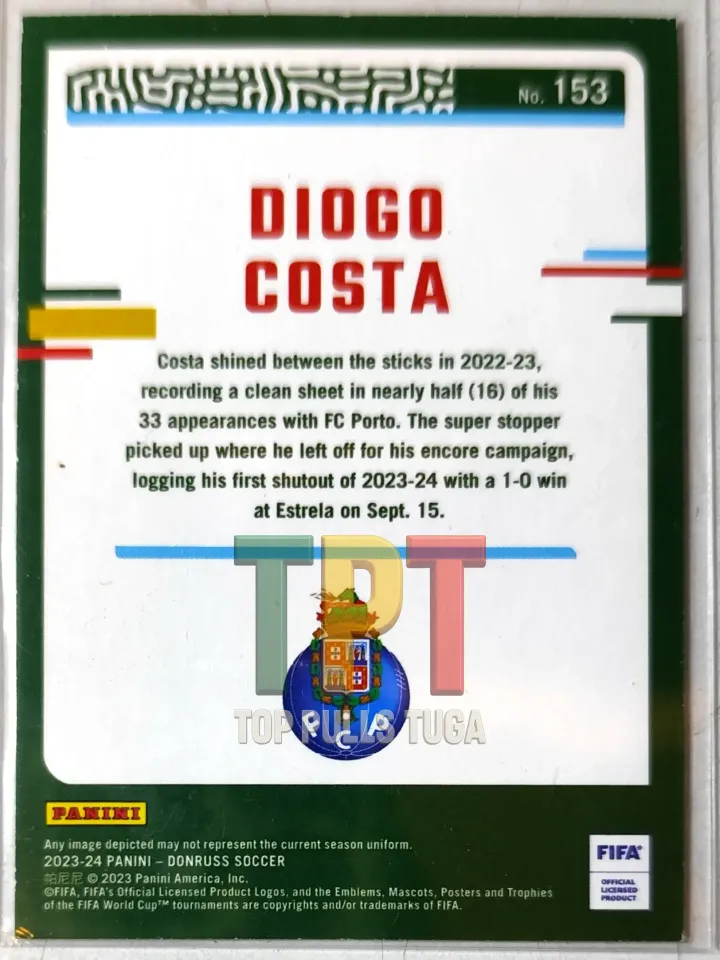 No. 153
DIOGO
COSTA
Costa shined between the sticks in 2022-23,
recording a clean sheet in nearly half (16) of his
33 appearances with FC Porto. The super stopper
picked up where he left off for his encore campaign,
logging his first shutout of 2023-24 with a 1-0 win
at Estrela on Sept. 15.
TPT
FCP
TOP PULLS TUGA
PANINI
Any image depicted may not represent the current season uniform.
2023-24 PANINI – DONRUSS SOCCER
帕尼尼 © 2023 Panini America, Inc.
©FIFA, FIFA's Official Licensed Product Logos, and the Emblems, Mascots, Posters and Trophies
of the FIFA World Cup™ tournaments are copyrights and/or trademarks of FIFA.
FIFA®
OFFICIAL
LICENSED
PRODUCT